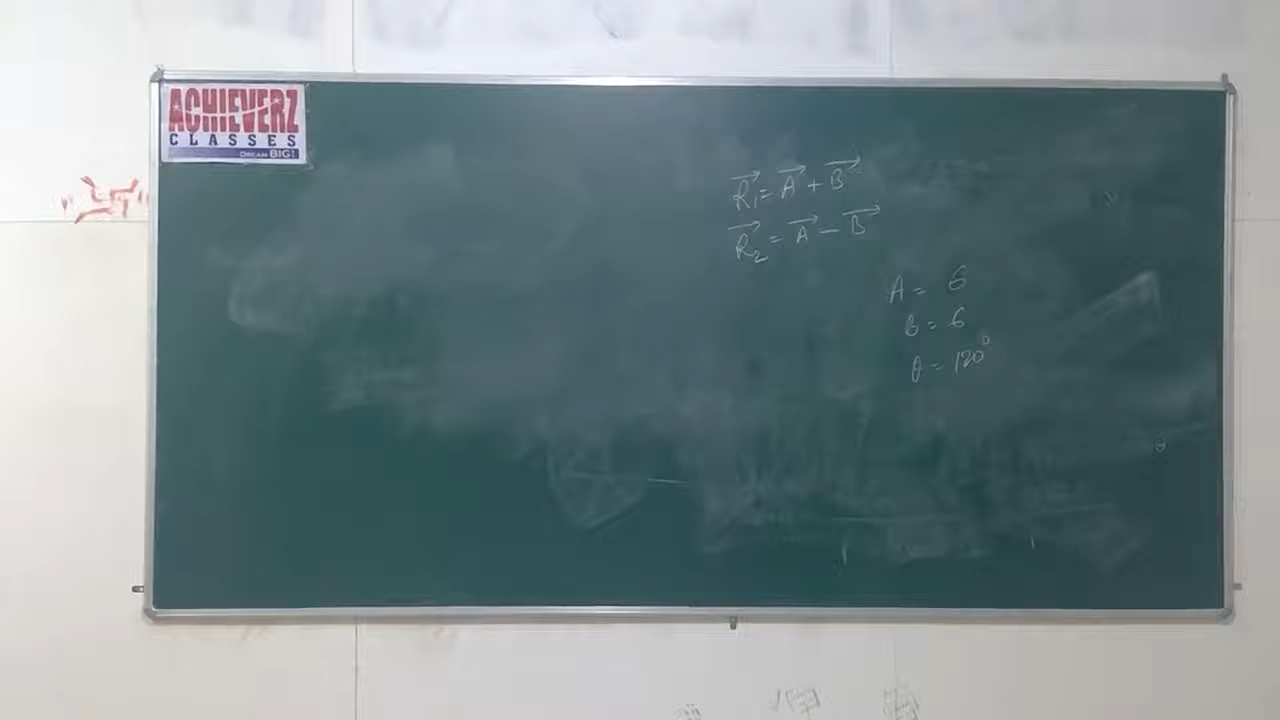 ACHIEVERZ
CLASSES
DREAM BIG!
R₁ = A + B
R₂ = A - B
A = 6
B = 6
θ = 120°